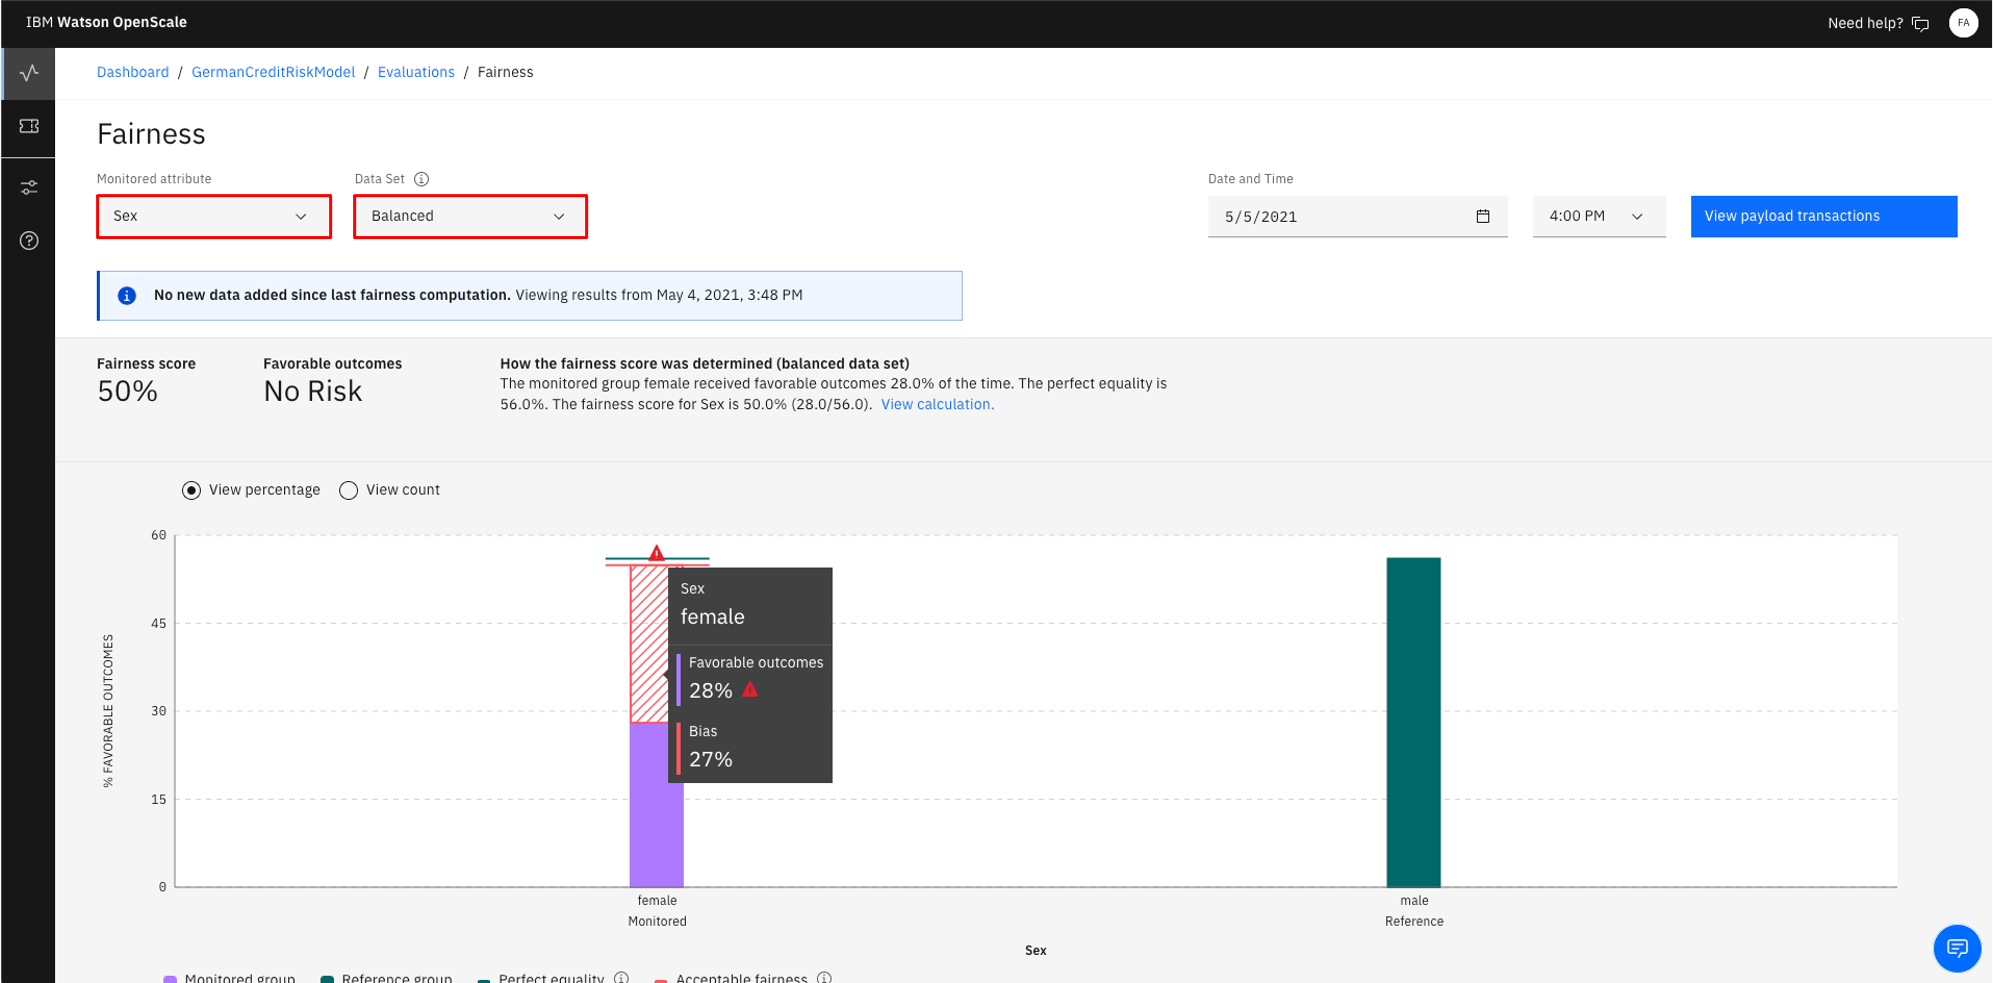 IBM Watson OpenScale
Need help?
FA
Dashboard / GermanCreditRiskModel / Evaluations / Fairness
Fairness
Monitored attribute
Data Set
Date and Time
Sex
Balanced
5/5/2021
4:00 PM
View payload transactions
No new data added since last fairness computation. Viewing results from May 4, 2021, 3:48 PM
Fairness score
50%
Favorable outcomes
No Risk
How the fairness score was determined (balanced data set)
The monitored group female received favorable outcomes 28.0% of the time. The perfect equality is
56.0%. The fairness score for Sex is 50.0% (28.0/56.0). View calculation.
View percentage
View count
% FAVORABLE OUTCOMES
60
45
30
15
0
Sex
female
Favorable outcomes
28%
Bias
27%
female
Monitored
male
Reference
Sex
Monitored group
Reference group
Perfect equality
Acceptable fairness